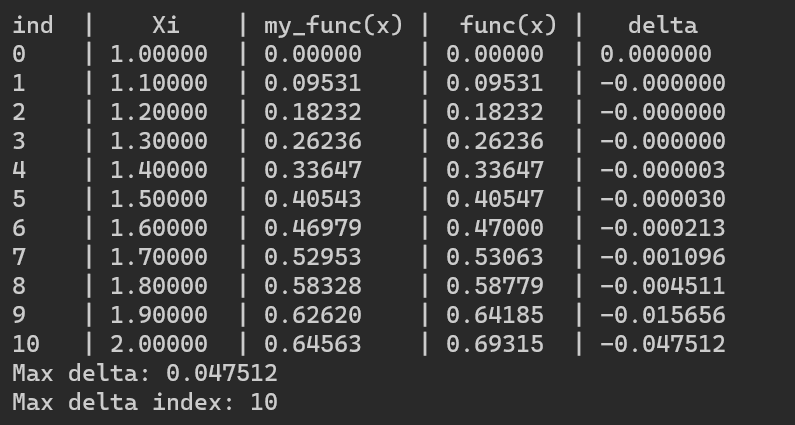 ind  |    Xi    | my_func(x) |  func(x) |   delta
0    | 1.00000  | 0.00000    | 0.00000  | 0.000000
1    | 1.10000  | 0.09531    | 0.09531  | -0.000000
2    | 1.20000  | 0.18232    | 0.18232  | -0.000000
3    | 1.30000  | 0.26236    | 0.26236  | -0.000000
4    | 1.40000  | 0.33647    | 0.33647  | -0.000003
5    | 1.50000  | 0.40543    | 0.40547  | -0.000030
6    | 1.60000  | 0.46979    | 0.47000  | -0.000213
7    | 1.70000  | 0.52953    | 0.53063  | -0.001096
8    | 1.80000  | 0.58328    | 0.58779  | -0.004511
9    | 1.90000  | 0.62620    | 0.64185  | -0.015656
10   | 2.00000  | 0.64563    | 0.69315  | -0.047512
Max delta: 0.047512
Max delta index: 10